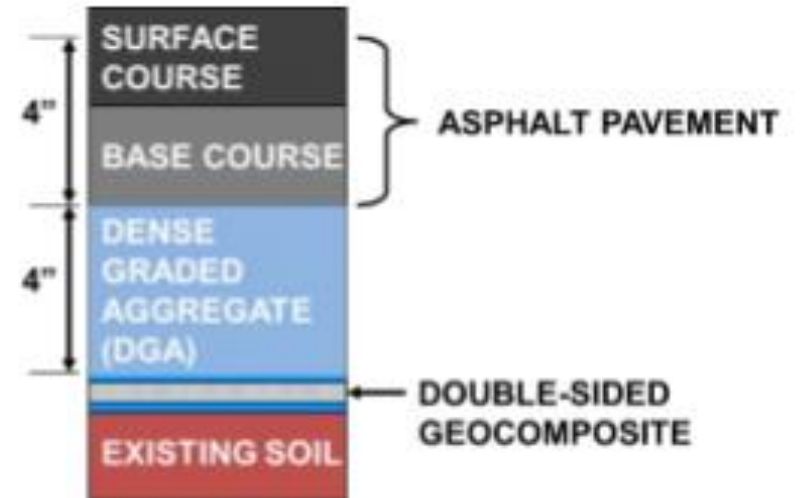 SURFACE
COURSE
4"
BASE COURSE
ASPHALT PAVEMENT
DENSE
GRADED
AGGREGATE
(DGA)
4"
DOUBLE-SIDED
GEOCOMPOSITE
EXISTING SOIL